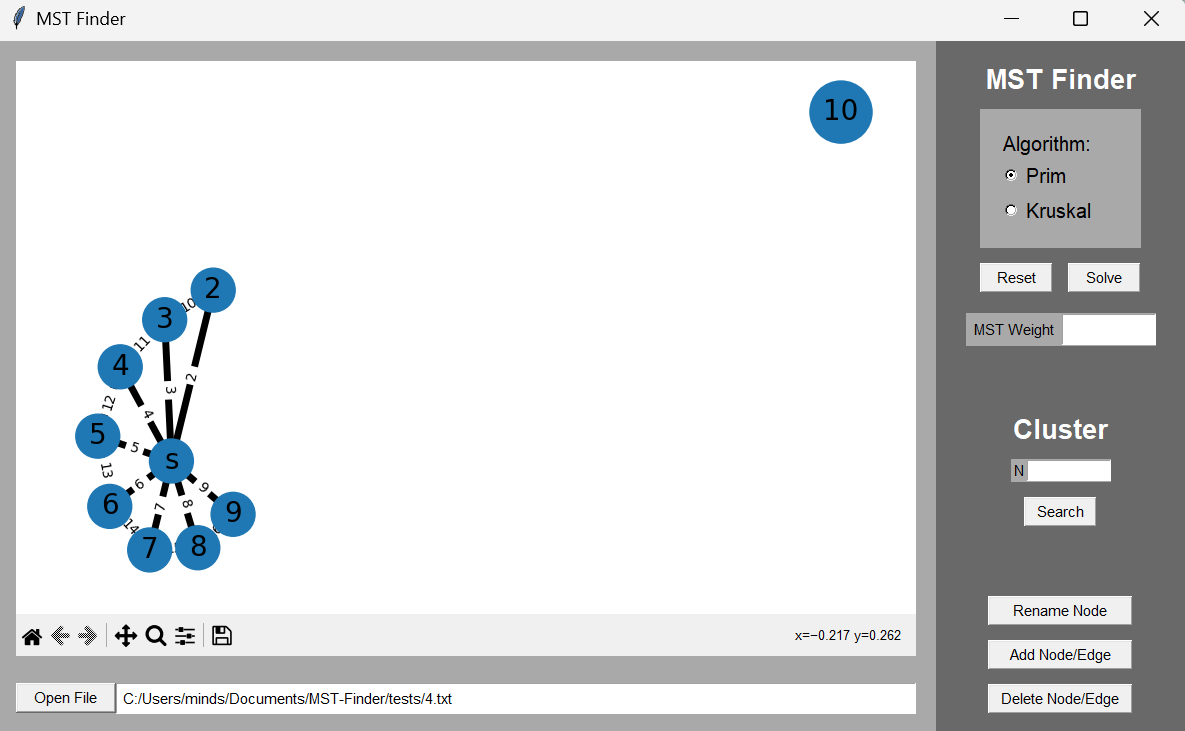 MST Finder
10
2
10
3
11
4
12
2
3
4
5
5
13
s
6
6
9
7
8
14
9
7
8
x=−0.217 y=0.262
Open File
C:/Users/minds/Documents/MST-Finder/tests/4.txt
MST Finder
Algorithm:
Prim
Kruskal
Reset Solve
MST Weight
Cluster
N
Search
Rename Node
Add Node/Edge
Delete Node/Edge